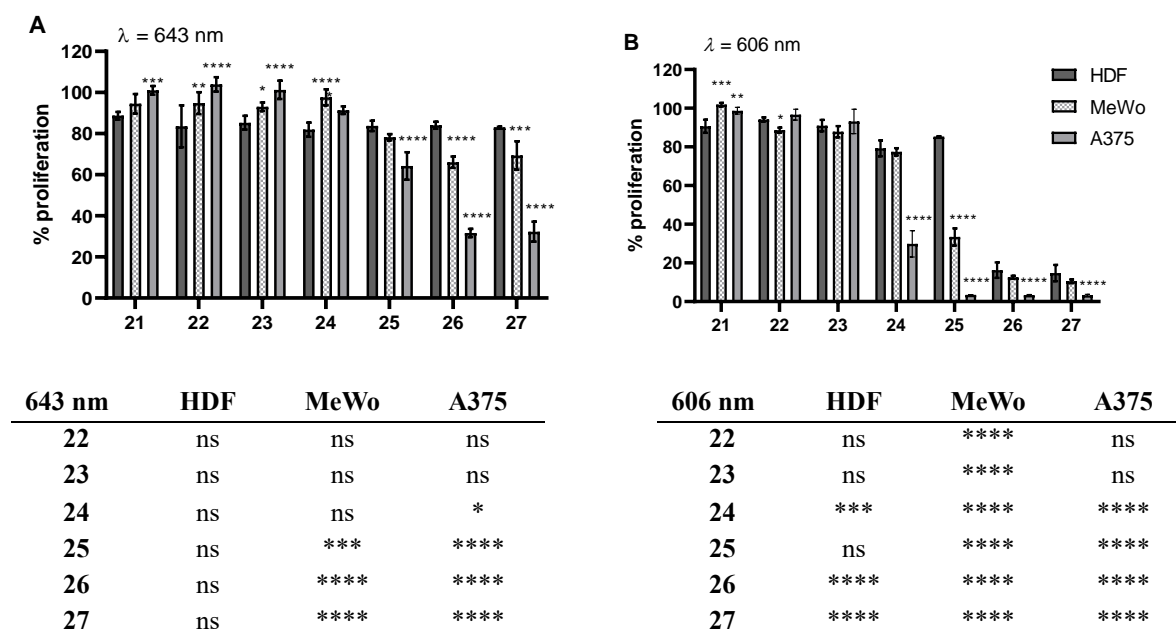 A
λ = 643 nm
120
100
80
60
40
20
0
% proliferation
*** ** **** * **** **** **** **** **** *** ****
21 22 23 24 25 26 27
B
λ = 606 nm
120
100
80
60
40
20
0
% proliferation
*** ** * **** **** **** **** ****
21 22 23 24 25 26 27
HDF
MeWo
A375
643 nm HDF MeWo A375
22 ns ns ns
23 ns ns ns
24 ns ns *
25 ns *** ****
26 ns **** ****
27 ns **** ****
606 nm HDF MeWo A375
22 ns **** ns
23 ns **** ns
24 *** **** ****
25 ns **** ****
26 **** **** ****
27 **** **** ****